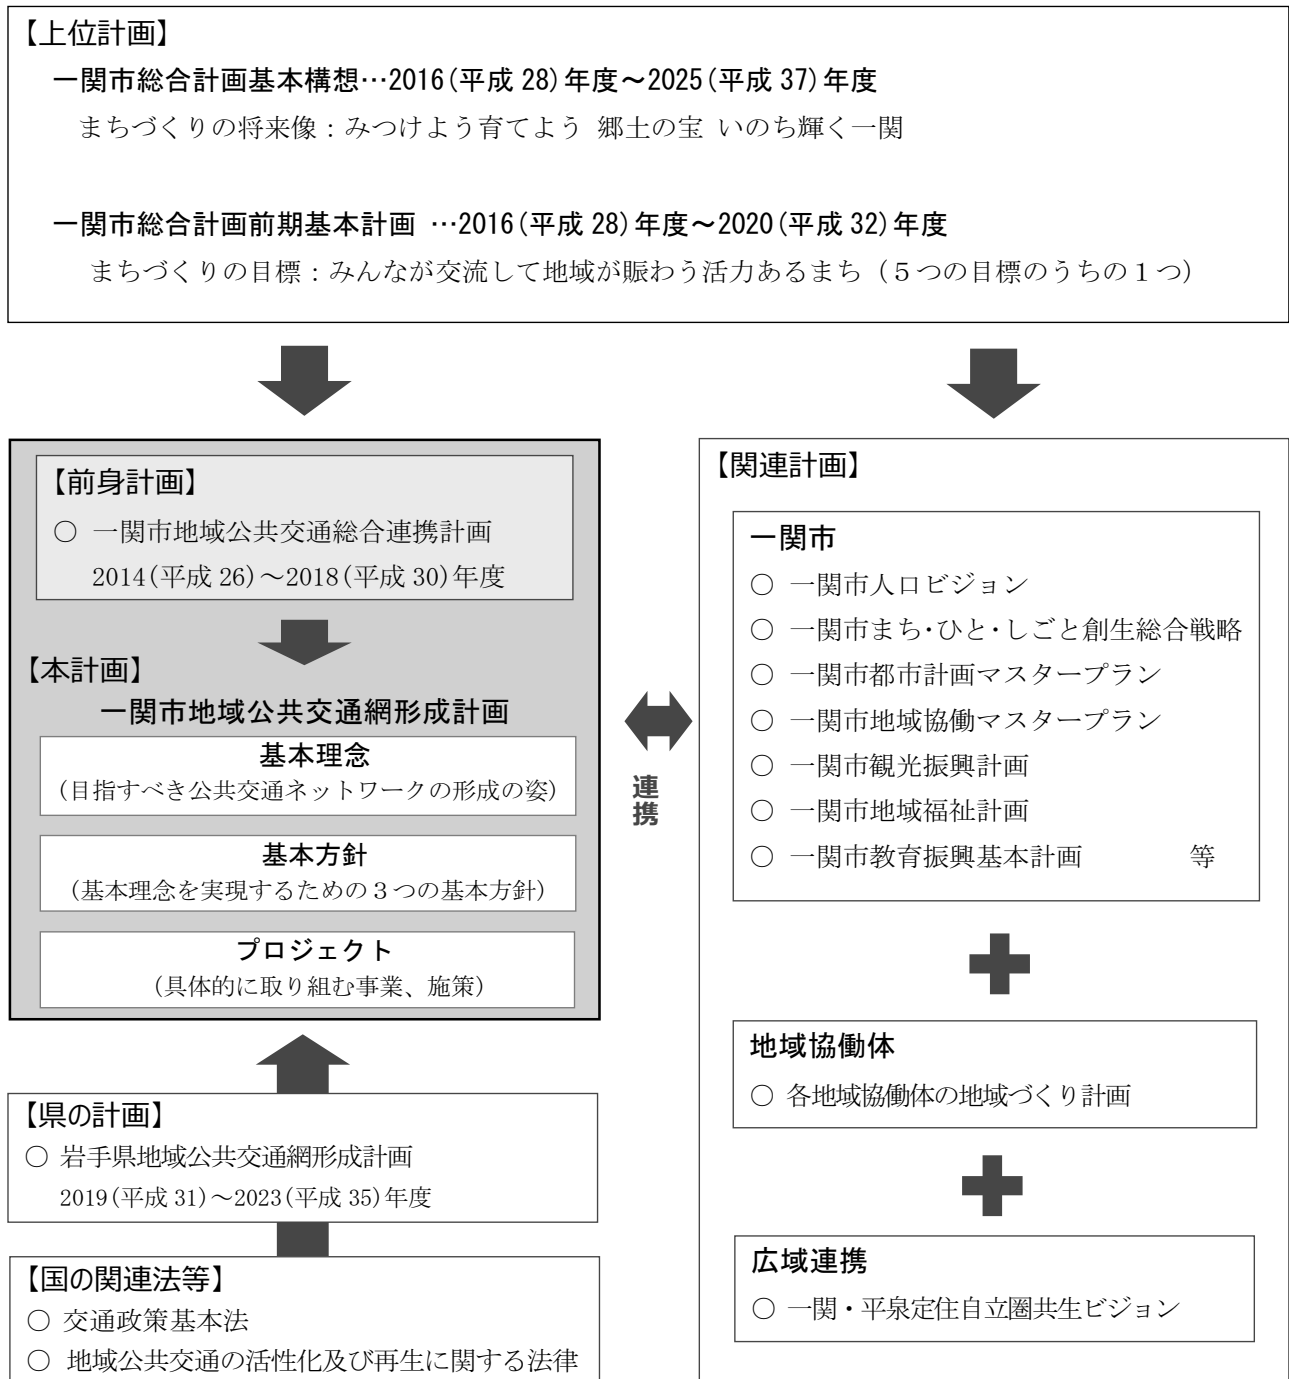 【上位計画】
一関市総合計画基本構想…2016(平成 28)年度～2025(平成 37)年度
まちづくりの将来像：みつけよう育てよう 郷土の宝 いのち輝く一関
一関市総合計画前期基本計画 …2016(平成 28)年度～2020(平成 32)年度
まちづくりの目標：みんなが交流して地域が賑わう活力あるまち（５つの目標のうちの１つ）
【前身計画】
○ 一関市地域公共交通総合連携計画
2014(平成 26)～2018(平成 30)年度
【本計画】
一関市地域公共交通網形成計画
基本理念
(目指すべき公共交通ネットワークの形成の姿)
基本方針
(基本理念を実現するための３つの基本方針)
プロジェクト
(具体的に取り組む事業、施策)
【県の計画】
○ 岩手県地域公共交通網形成計画
2019(平成 31)～2023(平成 35)年度
【国の関連法等】
○ 交通政策基本法
○ 地域公共交通の活性化及び再生に関する法律
連携
【関連計画】
一関市
○ 一関市人口ビジョン
○ 一関市まち・ひと・しごと創生総合戦略
○ 一関市都市計画マスタープラン
○ 一関市地域協働マスタープラン
○ 一関市観光振興計画
○ 一関市地域福祉計画
○ 一関市教育振興基本計画 等
地域協働体
○ 各地域協働体の地域づくり計画
広域連携
○ 一関・平泉定住自立圏共生ビジョン